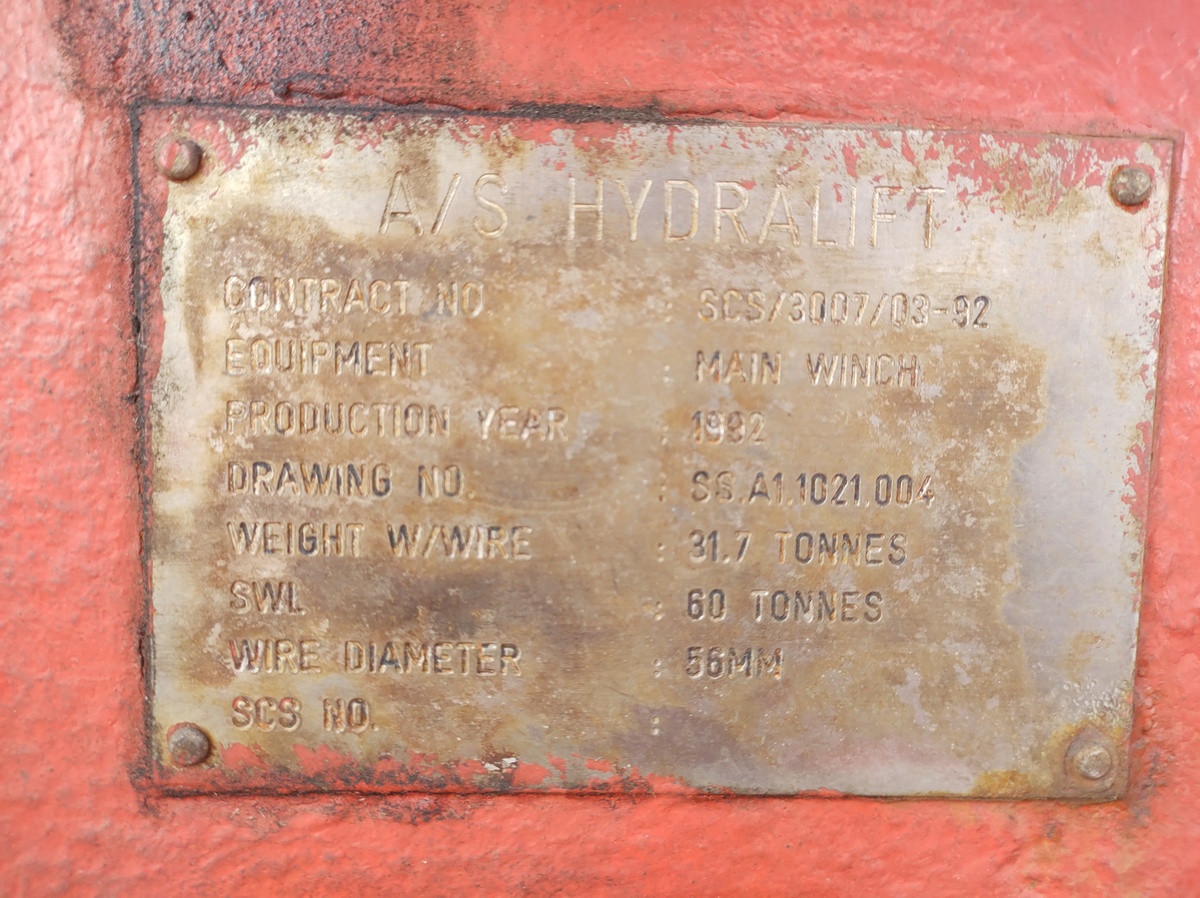 A/S HYDRALIFT
CONTRACT NO. : SCS/3007/03-92
EQUIPMENT : MAIN WINCH
PRODUCTION YEAR : 1992
DRAWING NO. : SS.A1.1021.004
WEIGHT W/WIRE : 31.7 TONNES
SWL : 60 TONNES
WIRE DIAMETER : 56MM
SCS NO. :